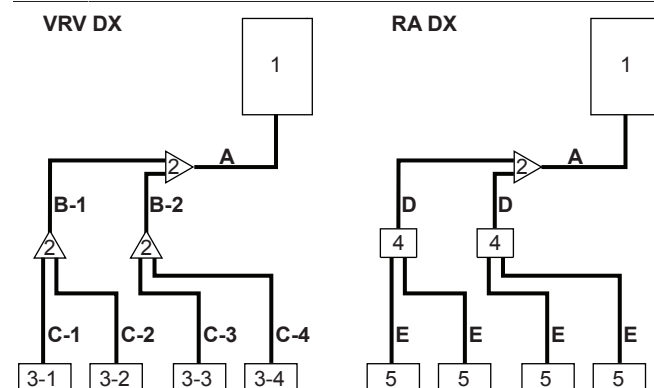 VRV DX RA DX
1 1
2 A 2 A
B-1 B-2 D D
2 2 4 4
C-1 C-2 C-3 C-4 E E E E
3-1 3-2 3-3 3-4 5 5 5 5